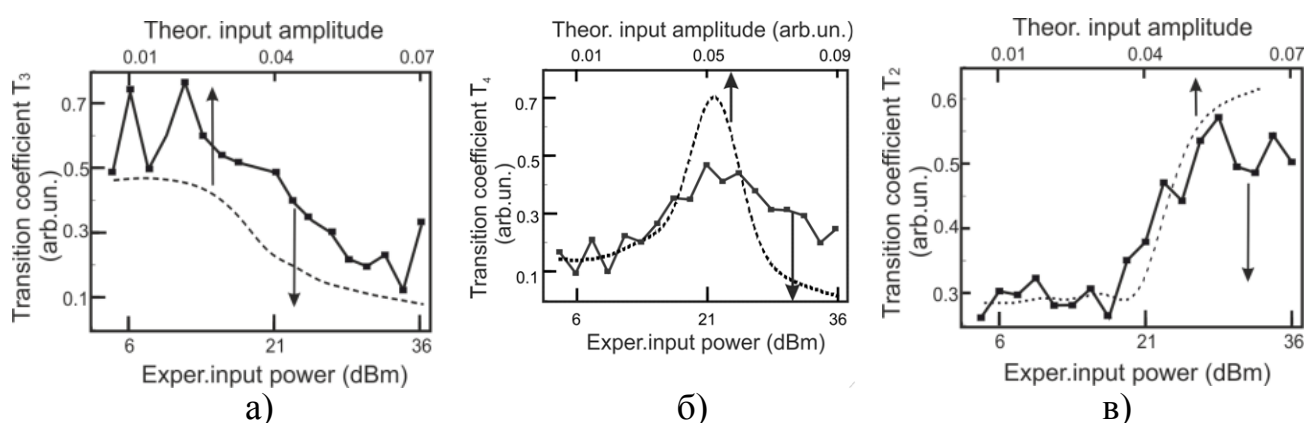 Theor. input amplitude
0.01 0.04 0.07
Transition coefficient T3
(arb.un.)
0.7
0.5
0.3
0.1
6 21 36
Exper.input power (dBm)
а)
Theor. input amplitude (arb.un.)
0.01 0.05 0.09
Transition coefficient T4
(arb.un.)
0.7
0.5
0.3
0.1
6 21 36
Exper.input power (dBm)
б)
Theor. input amplitude
0.01 0.04 0.07
Transition coefficient T2
(arb.un.)
0.6
0.5
0.3
6 21 36
Exper.input power (dBm)
в)